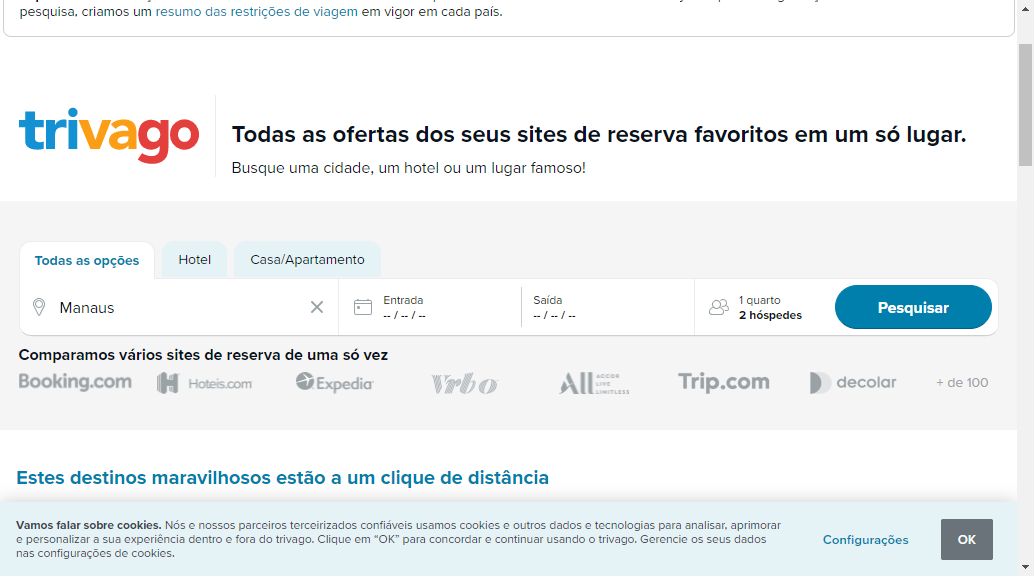 pesquisa, criamos um resumo das restrições de viagem em vigor em cada país.
trivago
Todas as ofertas dos seus sites de reserva favoritos em um só lugar.
Busque uma cidade, um hotel ou um lugar famoso!
Todas as opções
Hotel
Casa/Apartamento
Manaus
Entrada
-- / -- / --
Saída
-- / -- / --
1 quarto
2 hóspedes
Pesquisar
Comparamos vários sites de reserva de uma só vez
Booking.com
H Hoteis.com
Expedia
Vrbo
All ACCOR LIVE LIMITLESS
Trip.com
decolar
+ de 100
Estes destinos maravilhosos estão a um clique de distância
Vamos falar sobre cookies. Nós e nossos parceiros terceirizados confiáveis usamos cookies e outros dados e tecnologias para analisar, aprimorar
e personalizar a sua experiência dentro e fora do trivago. Clique em “OK” para concordar e continuar usando o trivago. Gerencie os seus dados
nas configurações de cookies.
Configurações
OK